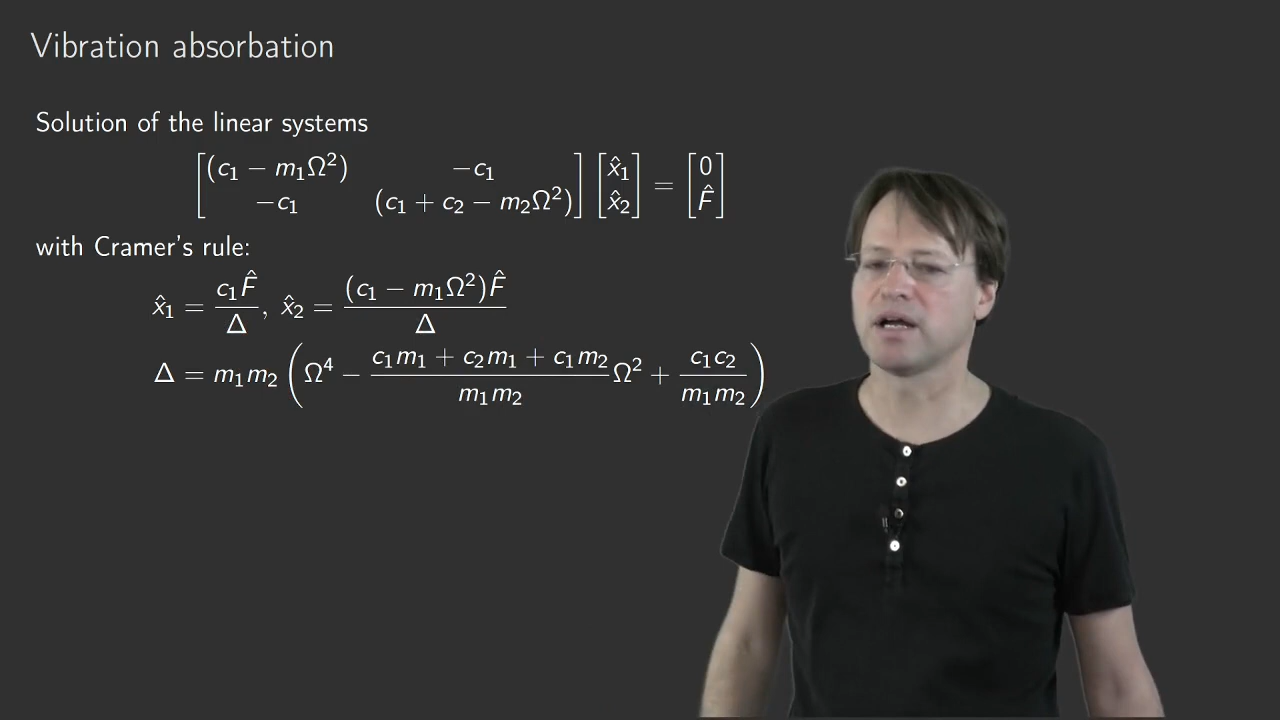 Vibration absorbation
Solution of the linear systems
[(c₁ − m₁Ω²) −c₁; −c₁ (c₁ + c₂ − m₂Ω²)] [x̂₁; x̂₂] = [0; F̂]
with Cramer's rule:
x̂₁ = c₁F̂/Δ, x̂₂ = (c₁ − m₁Ω²)F̂/Δ
Δ = m₁m₂ (Ω⁴ − (c₁m₁ + c₂m₁ + c₁m₂)/(m₁m₂) Ω² + c₁c₂/(m₁m₂))